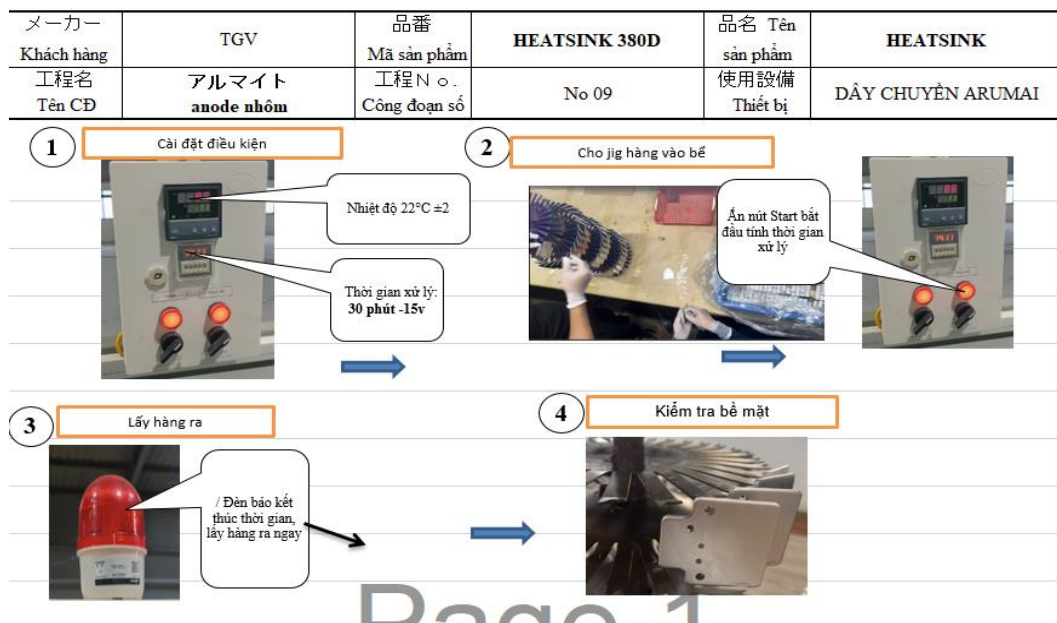 メーカー
Khách hàng
TGV
品番
Mã sản phẩm
HEATSINK 380D
品名 Tên
sản phẩm
HEATSINK
工程名
Tên CĐ
アルマイト
anode nhôm
工程No.
Công đoạn số
No 09
使用設備
Thiết bị
DÂY CHUYỀN ARUMAI
1
Cài đặt điều kiện
Nhiệt độ 22°C ±2
Thời gian xử lý:
30 phút -15v
2
Cho jig hàng vào bể
Ấn nút Start bắt
đầu tính thời gian
xử lý
3
Lấy hàng ra
/ Đèn báo kết
thúc thời gian,
lấy hàng ra ngay
4
Kiểm tra bề mặt
Page 1